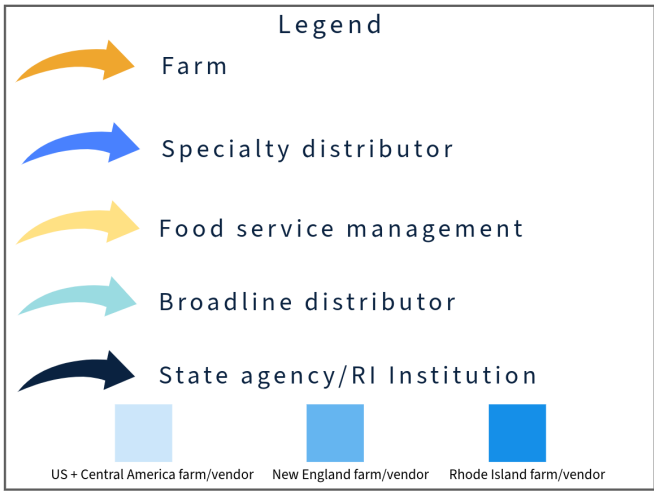 Legend
Farm
Specialty distributor
Food service management
Broadline distributor
State agency/RI Institution
US + Central America farm/vendor
New England farm/vendor
Rhode Island farm/vendor